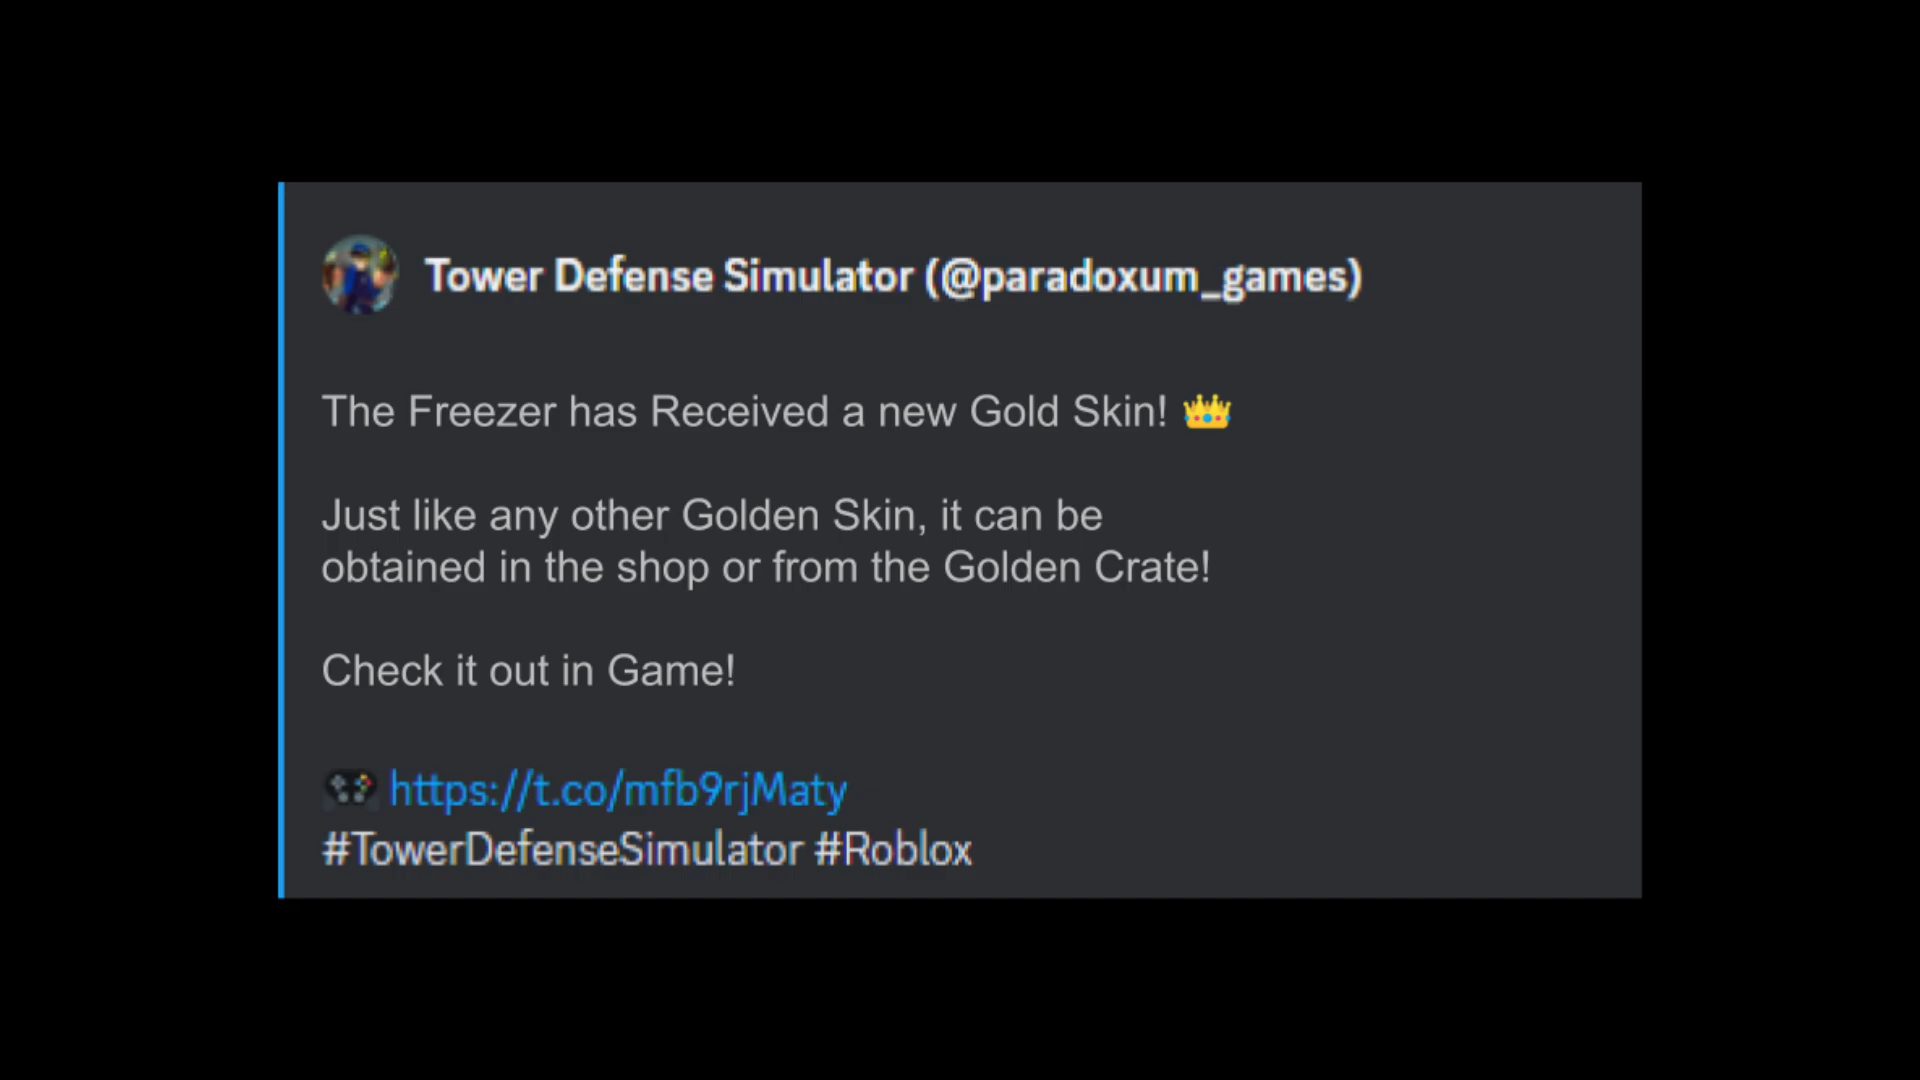 Tower Defense Simulator (@paradoxum_games)
The Freezer has Received a new Gold Skin! 👑
Just like any other Golden Skin, it can be
obtained in the shop or from the Golden Crate!
Check it out in Game!
🎮 https://t.co/mfb9rjMaty
#TowerDefenseSimulator #Roblox